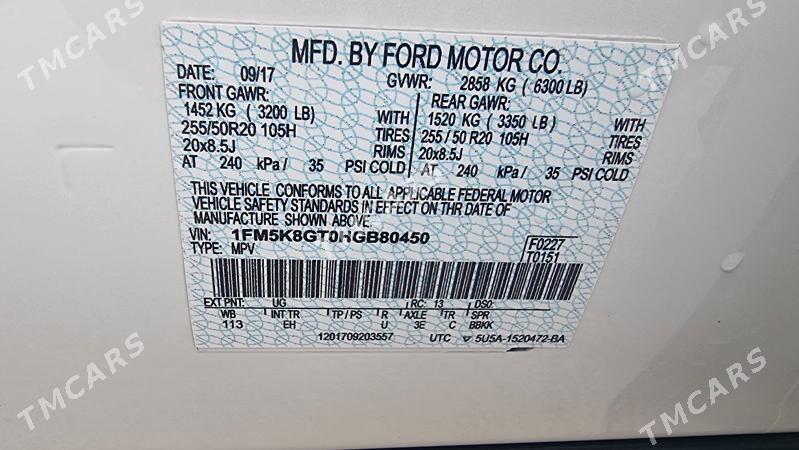 MFD. BY FORD MOTOR CO.
DATE: 09/17 GVWR: 2858 KG ( 6300 LB)
FRONT GAWR: REAR GAWR:
1452 KG ( 3200 LB) WITH 1520 KG ( 3350 LB ) WITH
255/50R20 105H TIRES 255/50 R20 105H TIRES
20x8.5J RIMS 20x8.5J RIMS
AT 240 kPa/ 35 PSI COLD AT 240 kPa/ 35 PSI COLD
THIS VEHICLE CONFORMS TO ALL APPLICABLE FEDERAL MOTOR
VEHICLE SAFETY STANDARDS IN EFFECT ON THR DATE OF
MANUFACTURE SHOWN ABOVE.
VIN: 1FM5K8GT0HGB80450 F0227
TYPE: MPV T0151
EXT PNT: UG RC: 13 DSO:
WB INT TR TP/PS R AXLE TR SPR
113 EH U 3E C BBKK
1201709203557 UTC 5U5A-1520472-BA
TMCARS
TMCARS
TMCARS
TMCARS
TMCARS
TMCARS